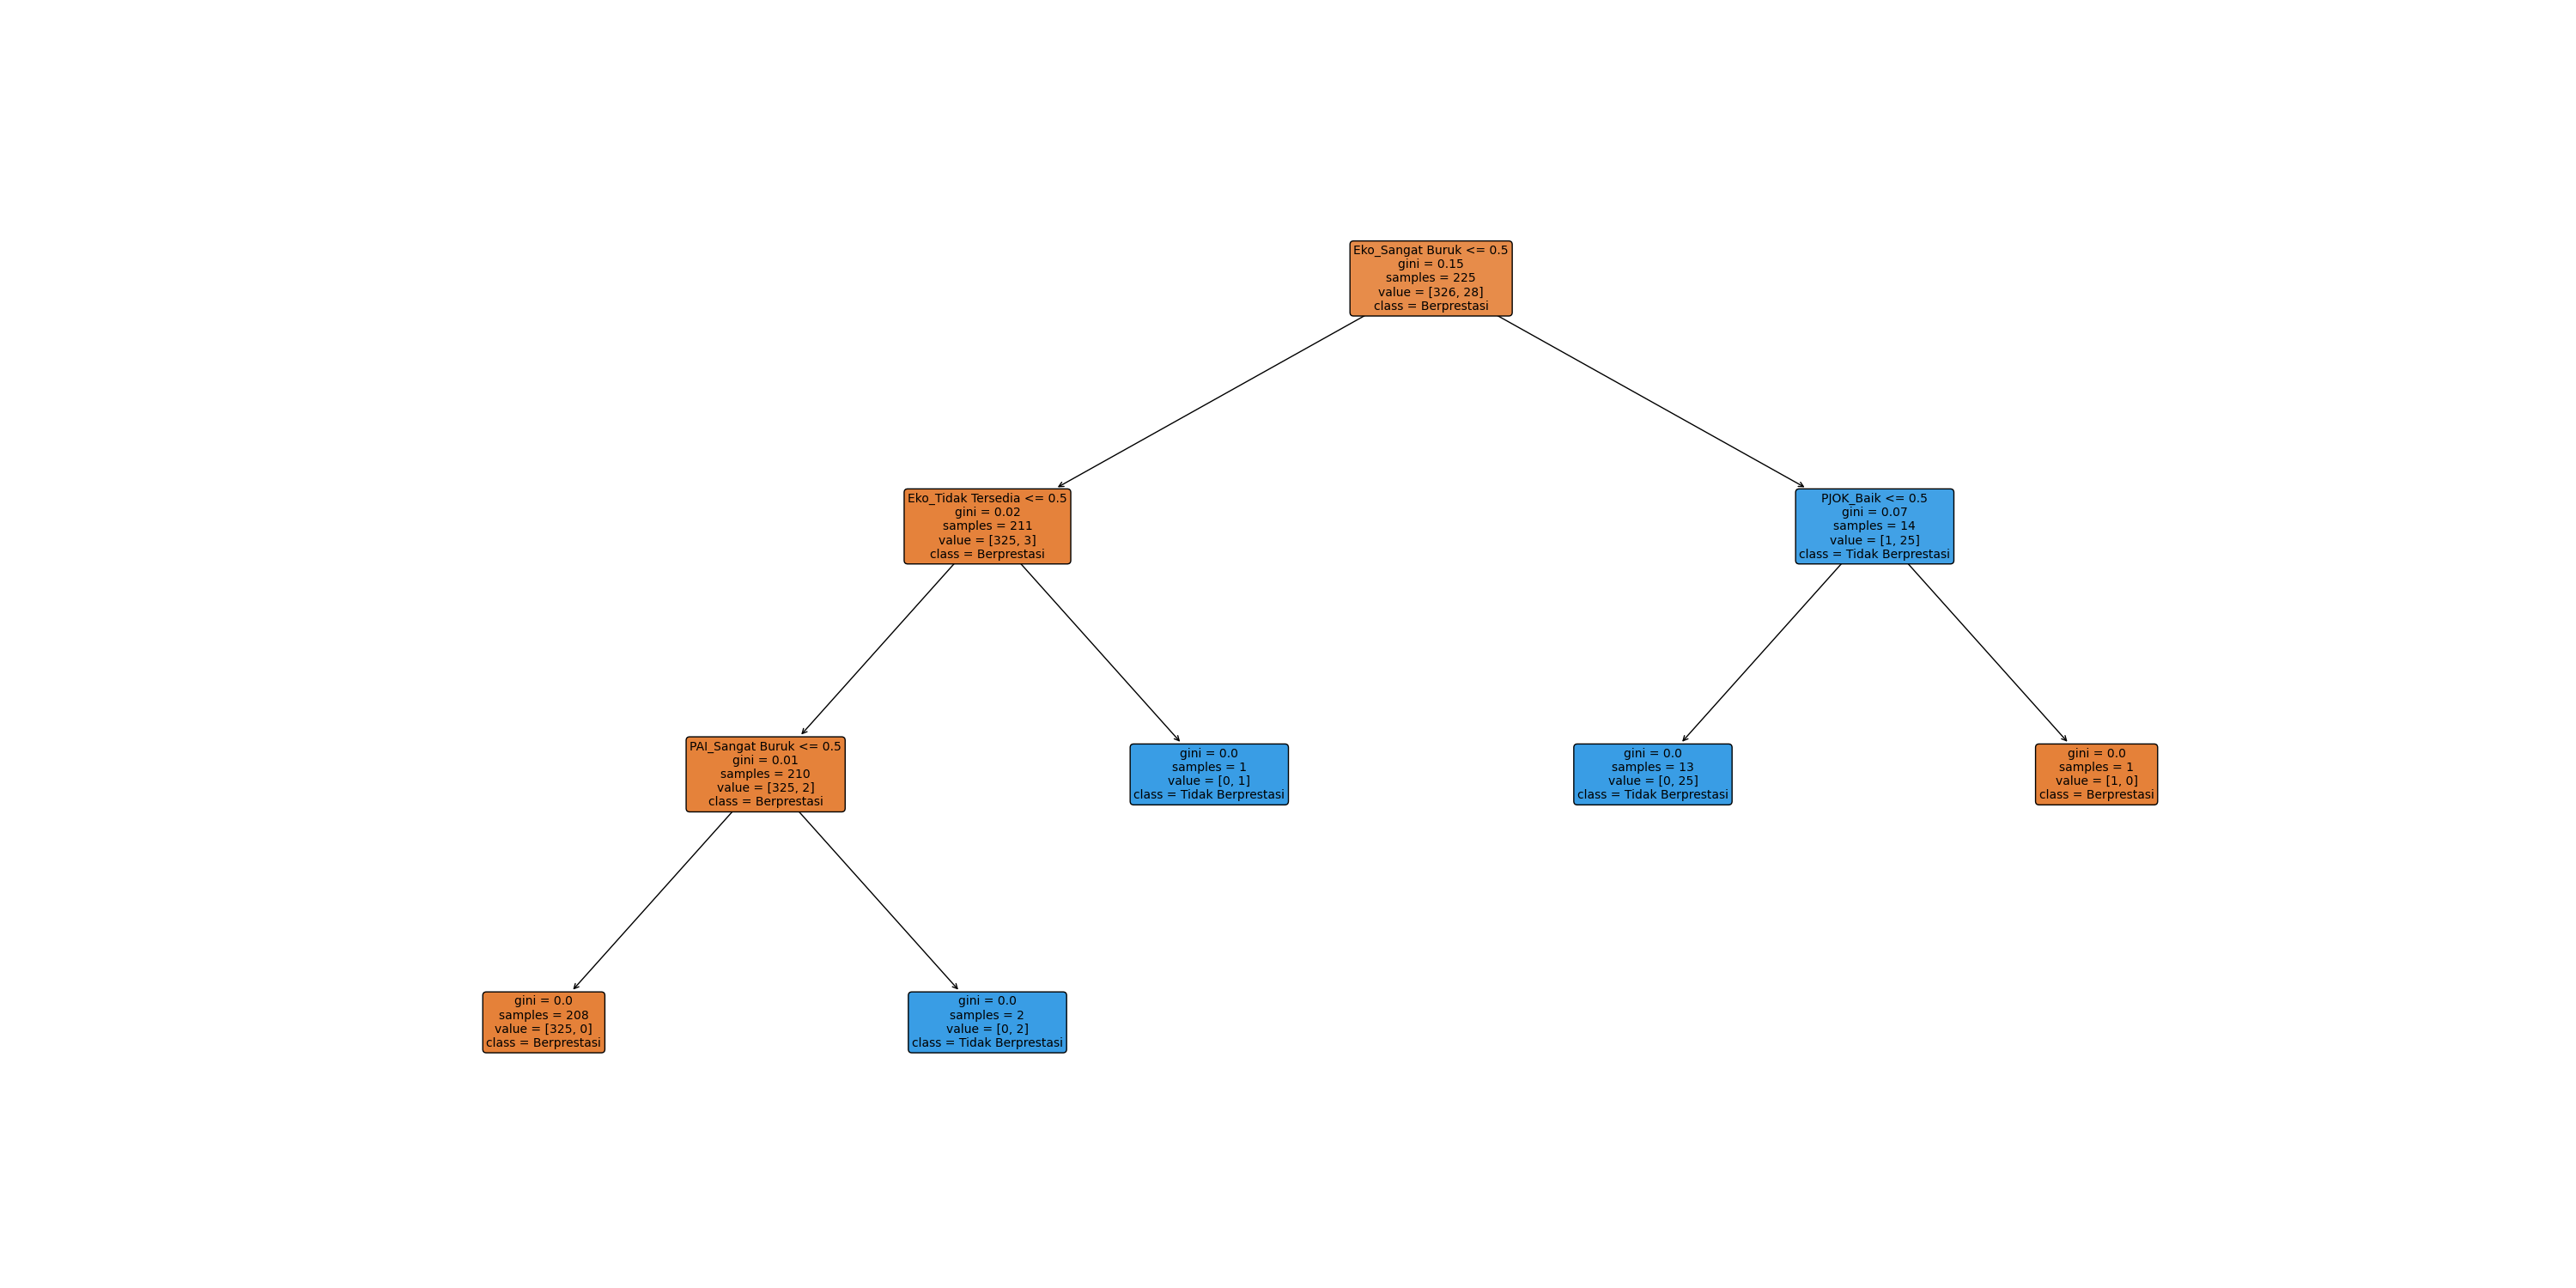 Eko_Sangat Buruk <= 0.5
gini = 0.15
samples = 225
value = [326, 28]
class = Berprestasi
Eko_Tidak Tersedia <= 0.5
gini = 0.02
samples = 211
value = [325, 3]
class = Berprestasi
PJOK_Baik <= 0.5
gini = 0.07
samples = 14
value = [1, 25]
class = Tidak Berprestasi
PAI_Sangat Buruk <= 0.5
gini = 0.01
samples = 210
value = [325, 2]
class = Berprestasi
gini = 0.0
samples = 1
value = [0, 1]
class = Tidak Berprestasi
gini = 0.0
samples = 13
value = [0, 25]
class = Tidak Berprestasi
gini = 0.0
samples = 1
value = [1, 0]
class = Berprestasi
gini = 0.0
samples = 208
value = [325, 0]
class = Berprestasi
gini = 0.0
samples = 2
value = [0, 2]
class = Tidak Berprestasi